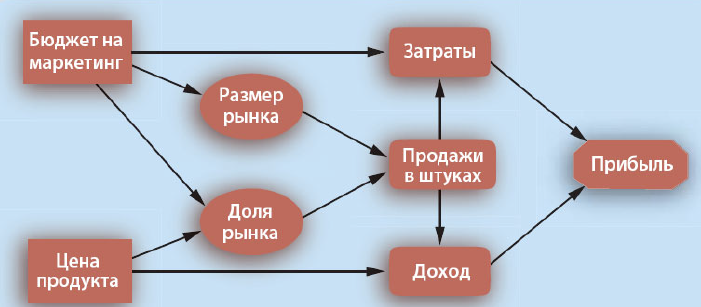 Бюджет на
маркетинг
Затраты
Размер
рынка
Продажи
в штуках
Прибыль
Доля
рынка
Цена
продукта
Доход